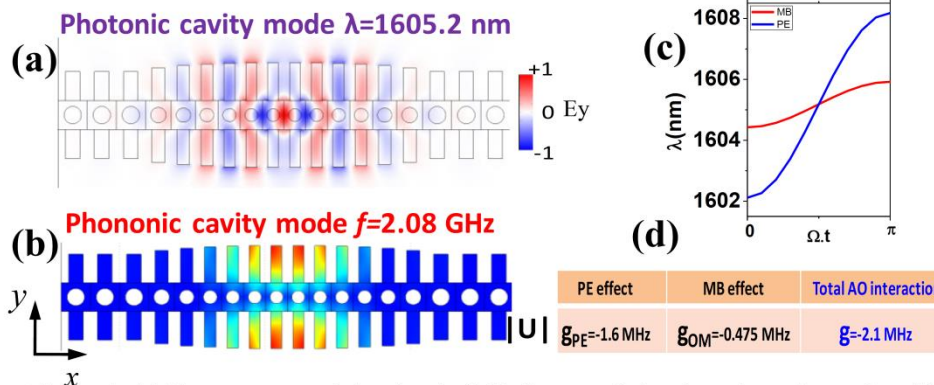 Photonic cavity mode λ=1605.2 nm
(a)
+1
0 Ey
-1
Phononic cavity mode f=2.08 GHz
(b)
y
x
|U|
(c)
MB
PE
1608
1606
1604
1602
λ(nm)
0
Ω.t
π
(d)
PE effect MB effect Total AO interactio
gPE=-1.6 MHz gOM=-0.475 MHz g=-2.1 MHz